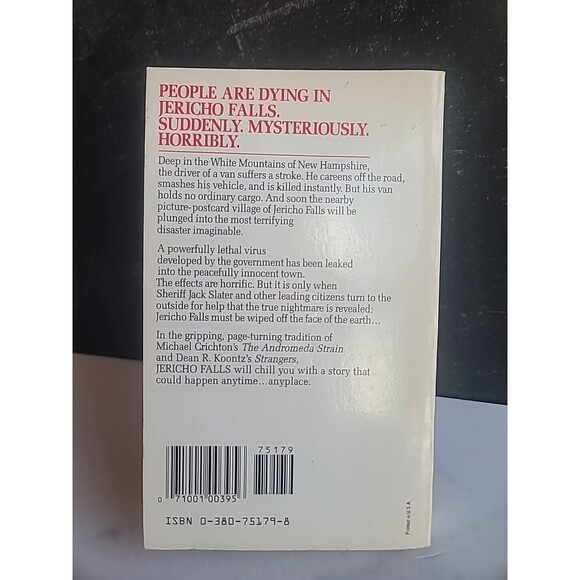 PEOPLE ARE DYING IN
JERICHO FALLS.
SUDDENLY. MYSTERIOUSLY.
HORRIBLY.
Deep in the White Mountains of New Hampshire,
the driver of a van suffers a stroke. He careens off the road,
smashes his vehicle, and is killed instantly. But his van
holds no ordinary cargo. And soon the nearby
picture-postcard village of Jericho Falls will be
plunged into the most terrifying
disaster imaginable.
A powerfully lethal virus
developed by the government has been leaked
into the peacefully innocent town.
The effects are horrific. But it is only when
Sheriff Jack Slater and other leading citizens turn to the
outside for help that the true nightmare is revealed:
Jericho Falls must be wiped off the face of the earth...
In the gripping, page-turning tradition of
Michael Crichton's The Andromeda Strain
and Dean R. Koontz's Strangers,
JERICHO FALLS will chill you with a story that
could happen anytime...anyplace.
75179
0 71001 00395
ISBN 0-380-75179-8
Printed in U.S.A.